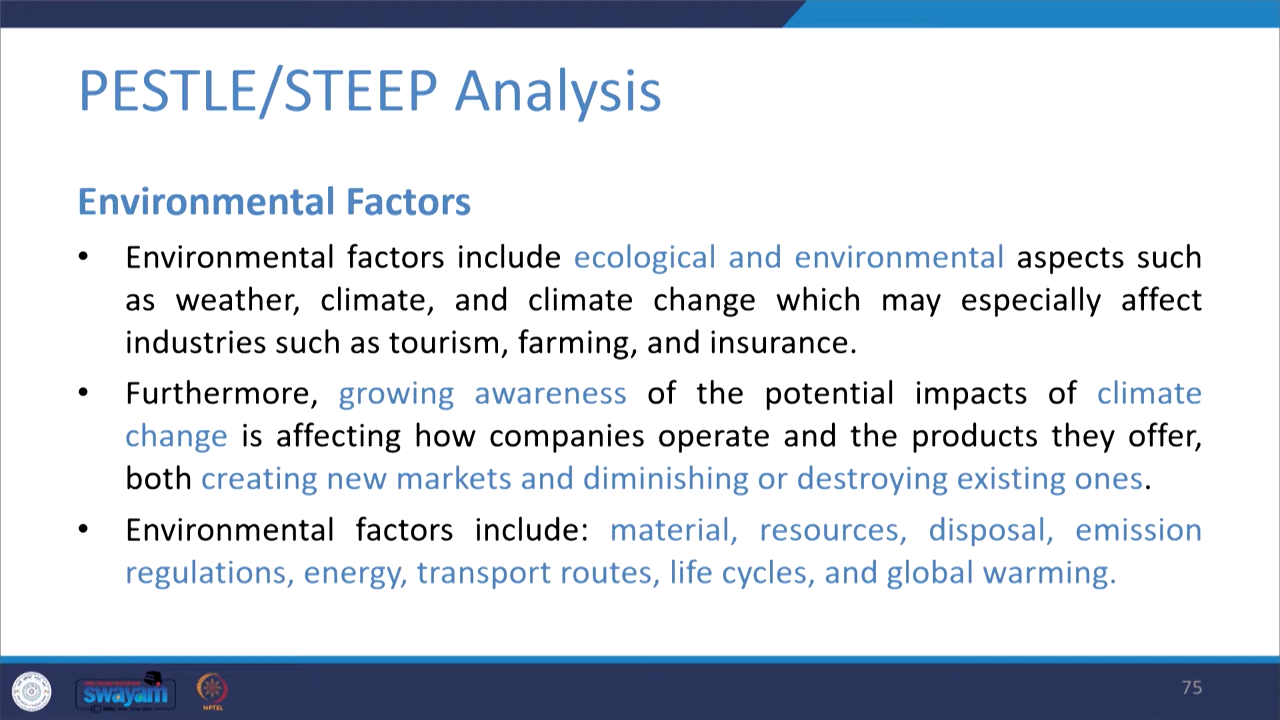 PESTLE/STEEP Analysis
Environmental Factors
• Environmental factors include ecological and environmental aspects such
as weather, climate, and climate change which may especially affect
industries such as tourism, farming, and insurance.
• Furthermore, growing awareness of the potential impacts of climate
change is affecting how companies operate and the products they offer,
both creating new markets and diminishing or destroying existing ones.
• Environmental factors include: material, resources, disposal, emission
regulations, energy, transport routes, life cycles, and global warming.
swayam
NPTEL
75